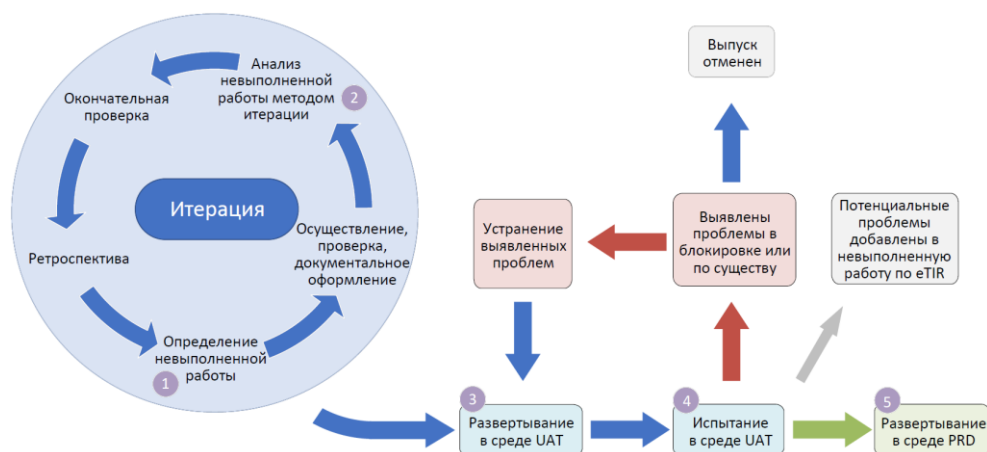 Выпуск
отменен
Анализ
невыполненной
работы методом
итерации
2
Окончательная
проверка
Итерация
Ретроспектива
Осуществление,
проверка,
документальное
оформление
Определение
невыполненной
работы
1
Устранение
выявленных
проблем
Выявлены
проблемы в
блокировке или
по существу
Потенциальные
проблемы
добавлены в
невыполненную
работу по eTIR
3
Развертывание
в среде UAT
4
Испытание
в среде UAT
5
Развертывание
в среде PRD